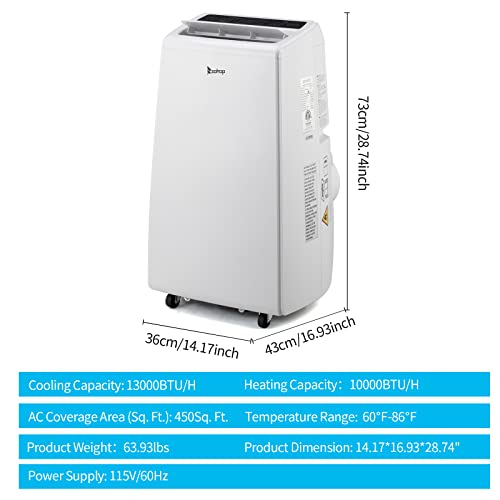 zokop
73cm/28.74inch
36cm/14.17inch
43cm/16.93inch
Cooling Capacity: 13000BTU/H
Heating Capacity: 10000BTU/H
AC Coverage Area (Sq. Ft.): 450Sq. Ft.
Temperature Range: 60°F-86°F
Product Weight: 63.93lbs
Product Dimension: 14.17*16.93*28.74"
Power Supply: 115V/60Hz